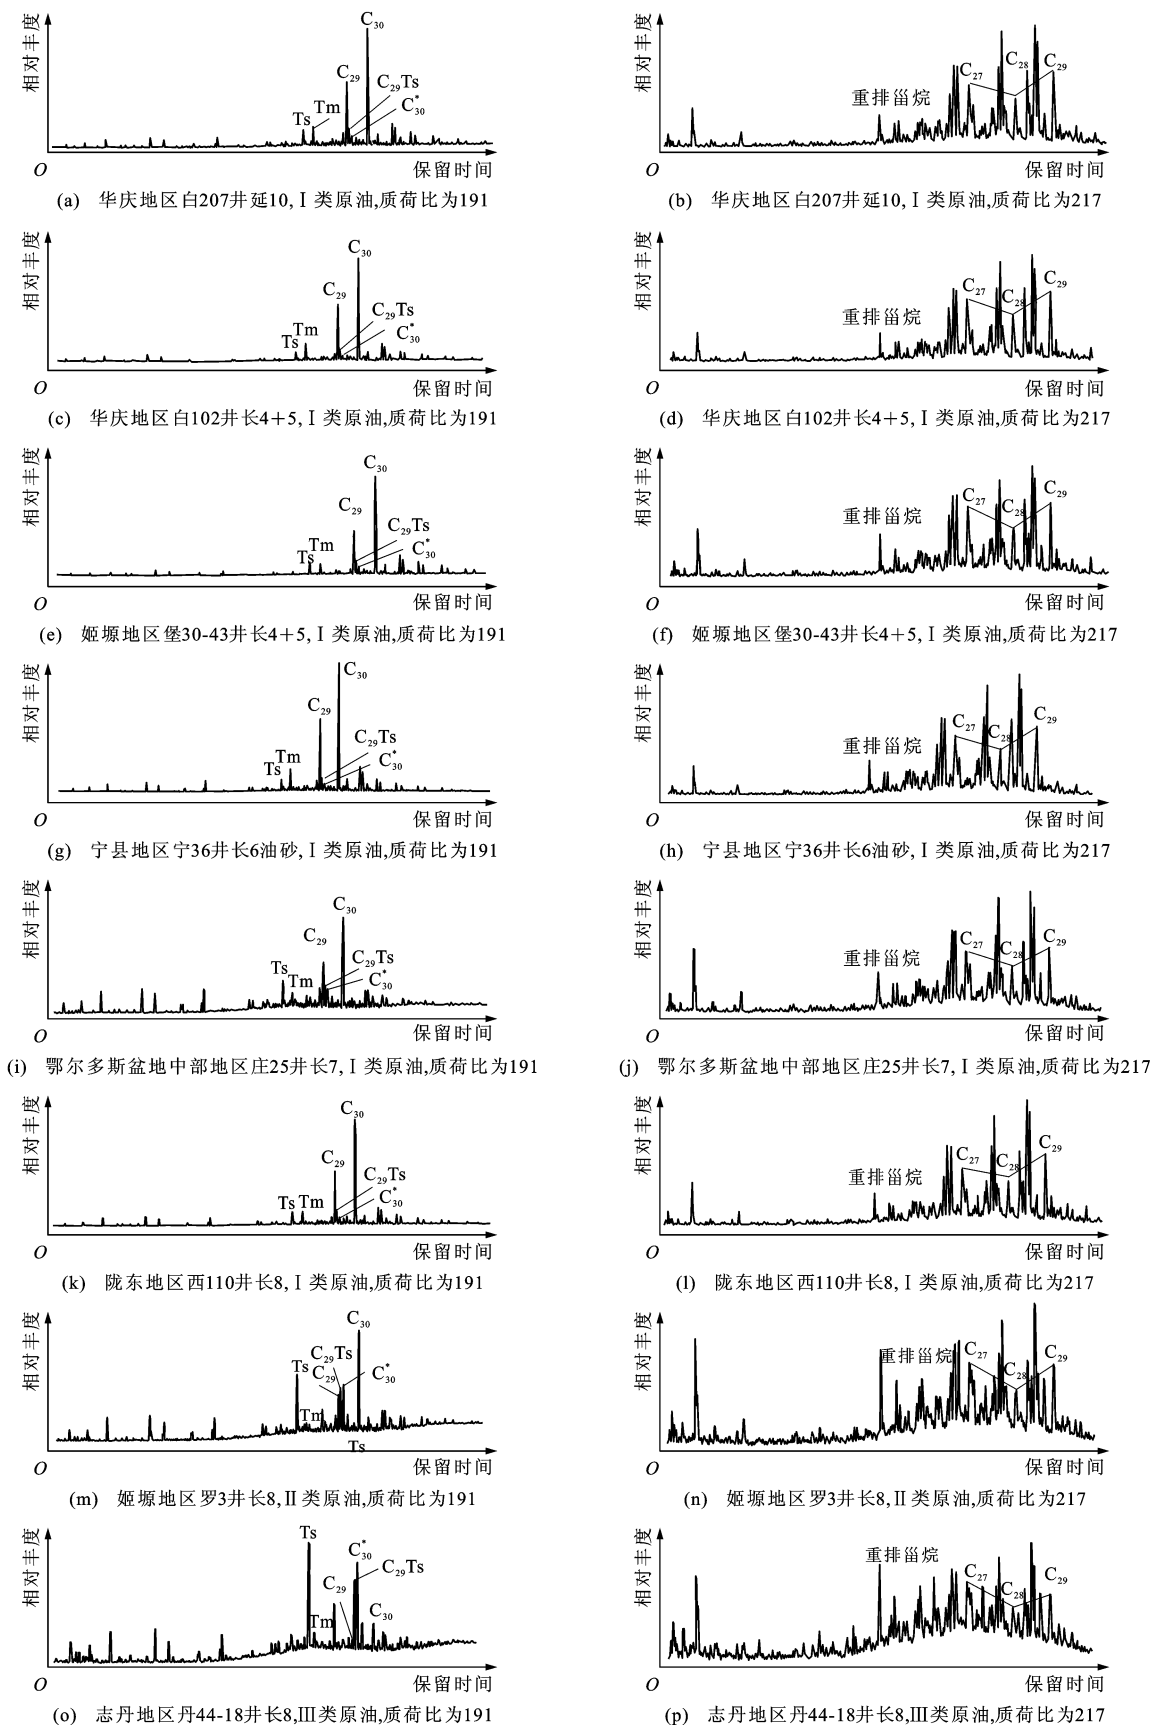 相对丰度
C30
C29
C29Ts
C*30
Tm
Ts
O
保留时间
(a) 华庆地区白207井延10,Ⅰ类原油,质荷比为191
相对丰度
重排甾烷
C27
C28
C29
O
保留时间
(b) 华庆地区白207井延10,Ⅰ类原油,质荷比为217
相对丰度
C30
C29
C29Ts
C*30
Tm
Ts
O
保留时间
(c) 华庆地区白102井长4+5,Ⅰ类原油,质荷比为191
相对丰度
重排甾烷
C27
C28
C29
O
保留时间
(d) 华庆地区白102井长4+5,Ⅰ类原油,质荷比为217
相对丰度
C30
C29
C29Ts
C*30
Tm
Ts
O
保留时间
(e) 姬塬地区堡30-43井长4+5,Ⅰ类原油,质荷比为191
相对丰度
重排甾烷
C27
C28
C29
O
保留时间
(f) 姬塬地区堡30-43井长4+5,Ⅰ类原油,质荷比为217
相对丰度
C30
C29
C29Ts
C*30
Tm
Ts
O
保留时间
(g) 宁县地区宁36井长6油砂,Ⅰ类原油,质荷比为191
相对丰度
重排甾烷
C27
C28
C29
O
保留时间
(h) 宁县地区宁36井长6油砂,Ⅰ类原油,质荷比为217
相对丰度
C30
C29
C29Ts
C*30
Ts
Tm
O
保留时间
(i) 鄂尔多斯盆地中部地区庄25井长7,Ⅰ类原油,质荷比为191
相对丰度
重排甾烷
C27
C28
C29
O
保留时间
(j) 鄂尔多斯盆地中部地区庄25井长7,Ⅰ类原油,质荷比为217
相对丰度
C30
C29
C29Ts
C*30
Ts Tm
O
保留时间
(k) 陇东地区西110井长8,Ⅰ类原油,质荷比为191
相对丰度
重排甾烷
C27
C28
C29
O
保留时间
(l) 陇东地区西110井长8,Ⅰ类原油,质荷比为217
相对丰度
C30
C29Ts
Ts
C29
C*30
Tm
Ts
O
保留时间
(m) 姬塬地区罗3井长8,Ⅱ类原油,质荷比为191
相对丰度
重排甾烷
C27
C28
C29
O
保留时间
(n) 姬塬地区罗3井长8,Ⅱ类原油,质荷比为217
相对丰度
Ts
C*30
C29Ts
C29
Tm
C30
O
保留时间
(o) 志丹地区丹44-18井长8,Ⅲ类原油,质荷比为191
相对丰度
重排甾烷
C27
C28
C29
O
保留时间
(p) 志丹地区丹44-18井长8,Ⅲ类原油,质荷比为217